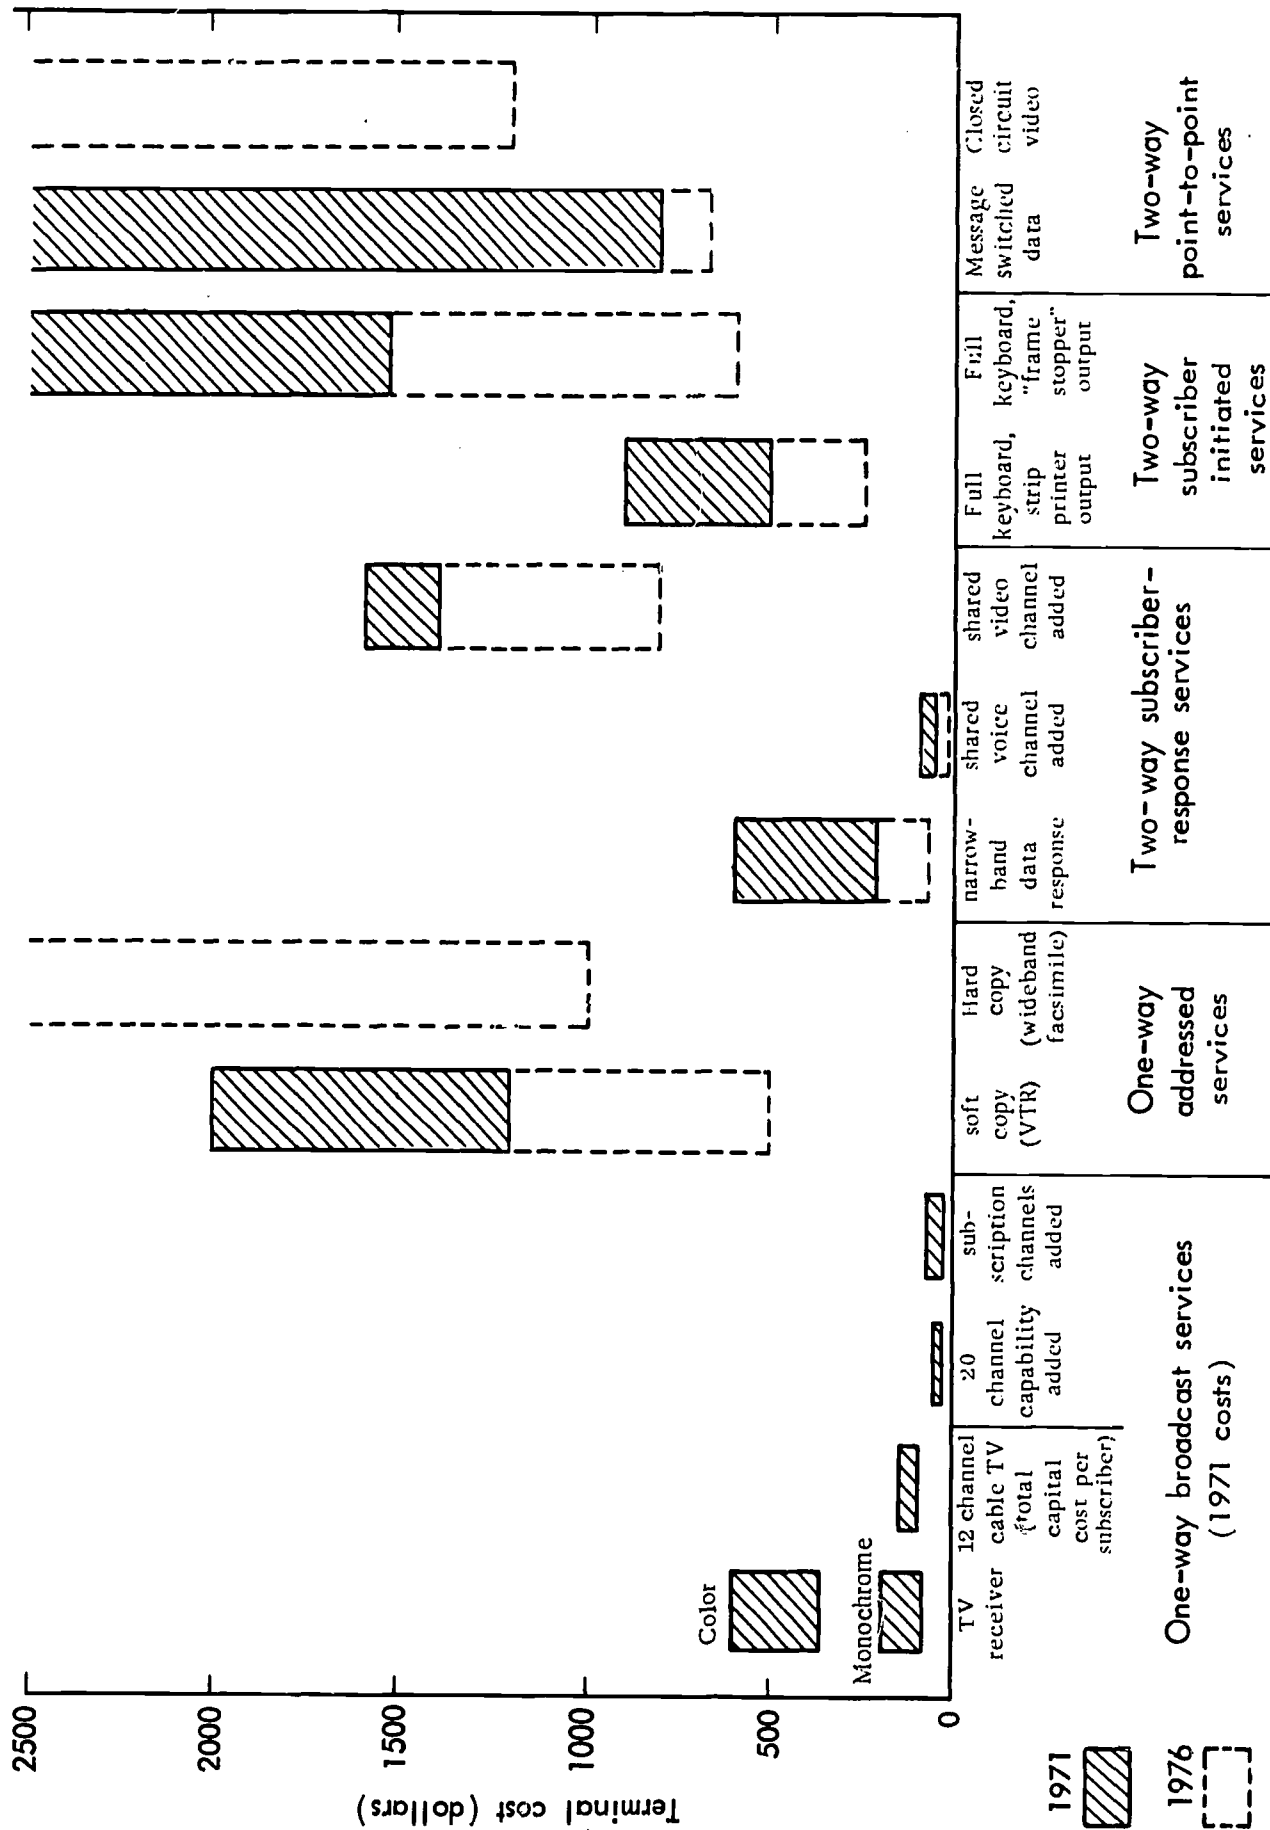 Terminal cost (dollars)
2500
2000
1500
1000
500
0
Color
Monochrome
TV
receiver
12 channel
cable TV
(total
capital
cost per
subscriber)
20
channel
capability
added
sub-
scription
channels
added
One-way broadcast services
(1971 costs)
soft
copy
(VTR)
Hard
copy
(wideband
facsimile)
One-way
addressed
services
narrow-
band
data
response
shared
voice
channel
added
shared
video
channel
added
Two-way subscriber-
response services
Full
keyboard,
strip
printer
output
Full
keyboard,
"frame
stopper"
output
Two-way
subscriber
initiated
services
Message
switched
data
Closed
circuit
video
Two-way
point-to-point
services
1971
1976